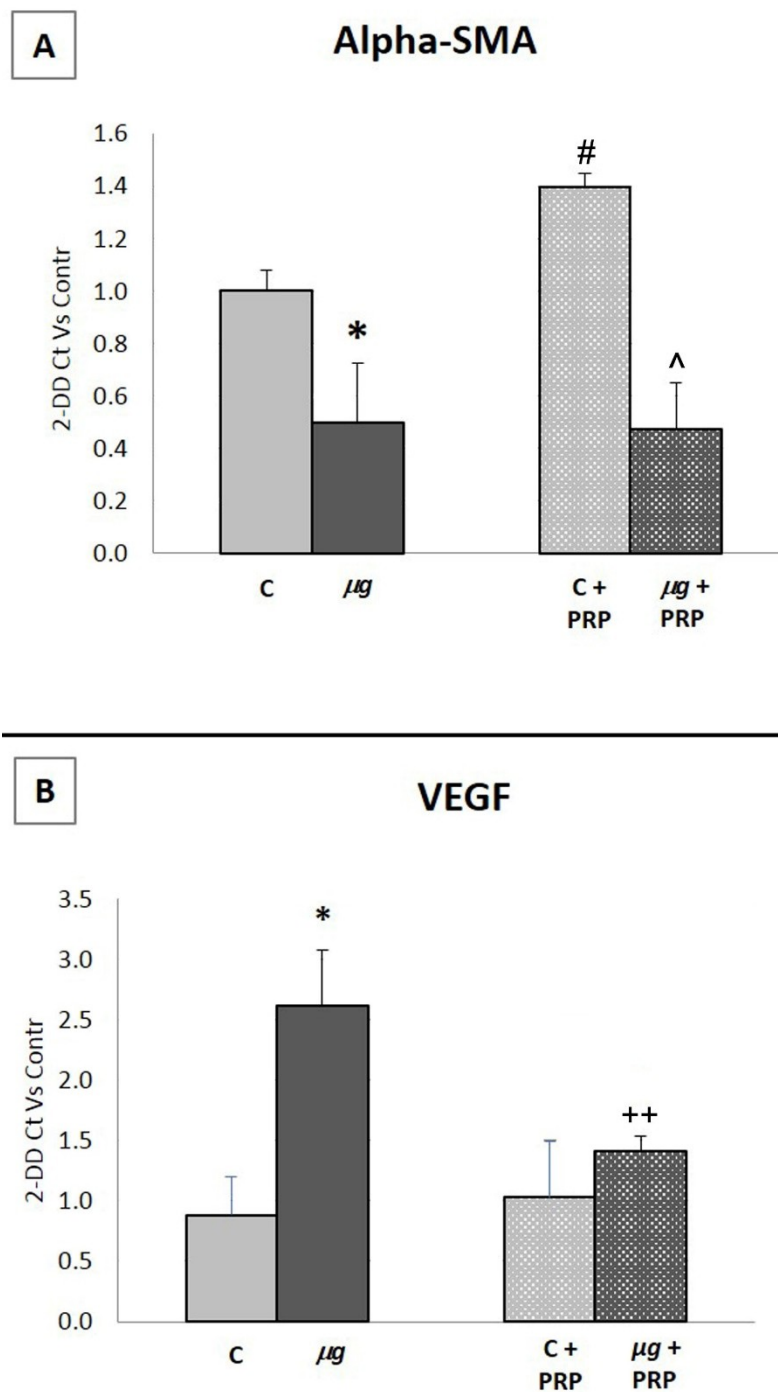 A
Alpha-SMA
2-DD Ct Vs Contr
1.6
1.4
1.2
1.0
0.8
0.6
0.4
0.2
0.0
#
*
^
C
μg
C +
PRP
μg +
PRP
B
VEGF
2-DD Ct Vs Contr
3.5
3.0
2.5
2.0
1.5
1.0
0.5
0.0
*
++
C
μg
C +
PRP
μg +
PRP